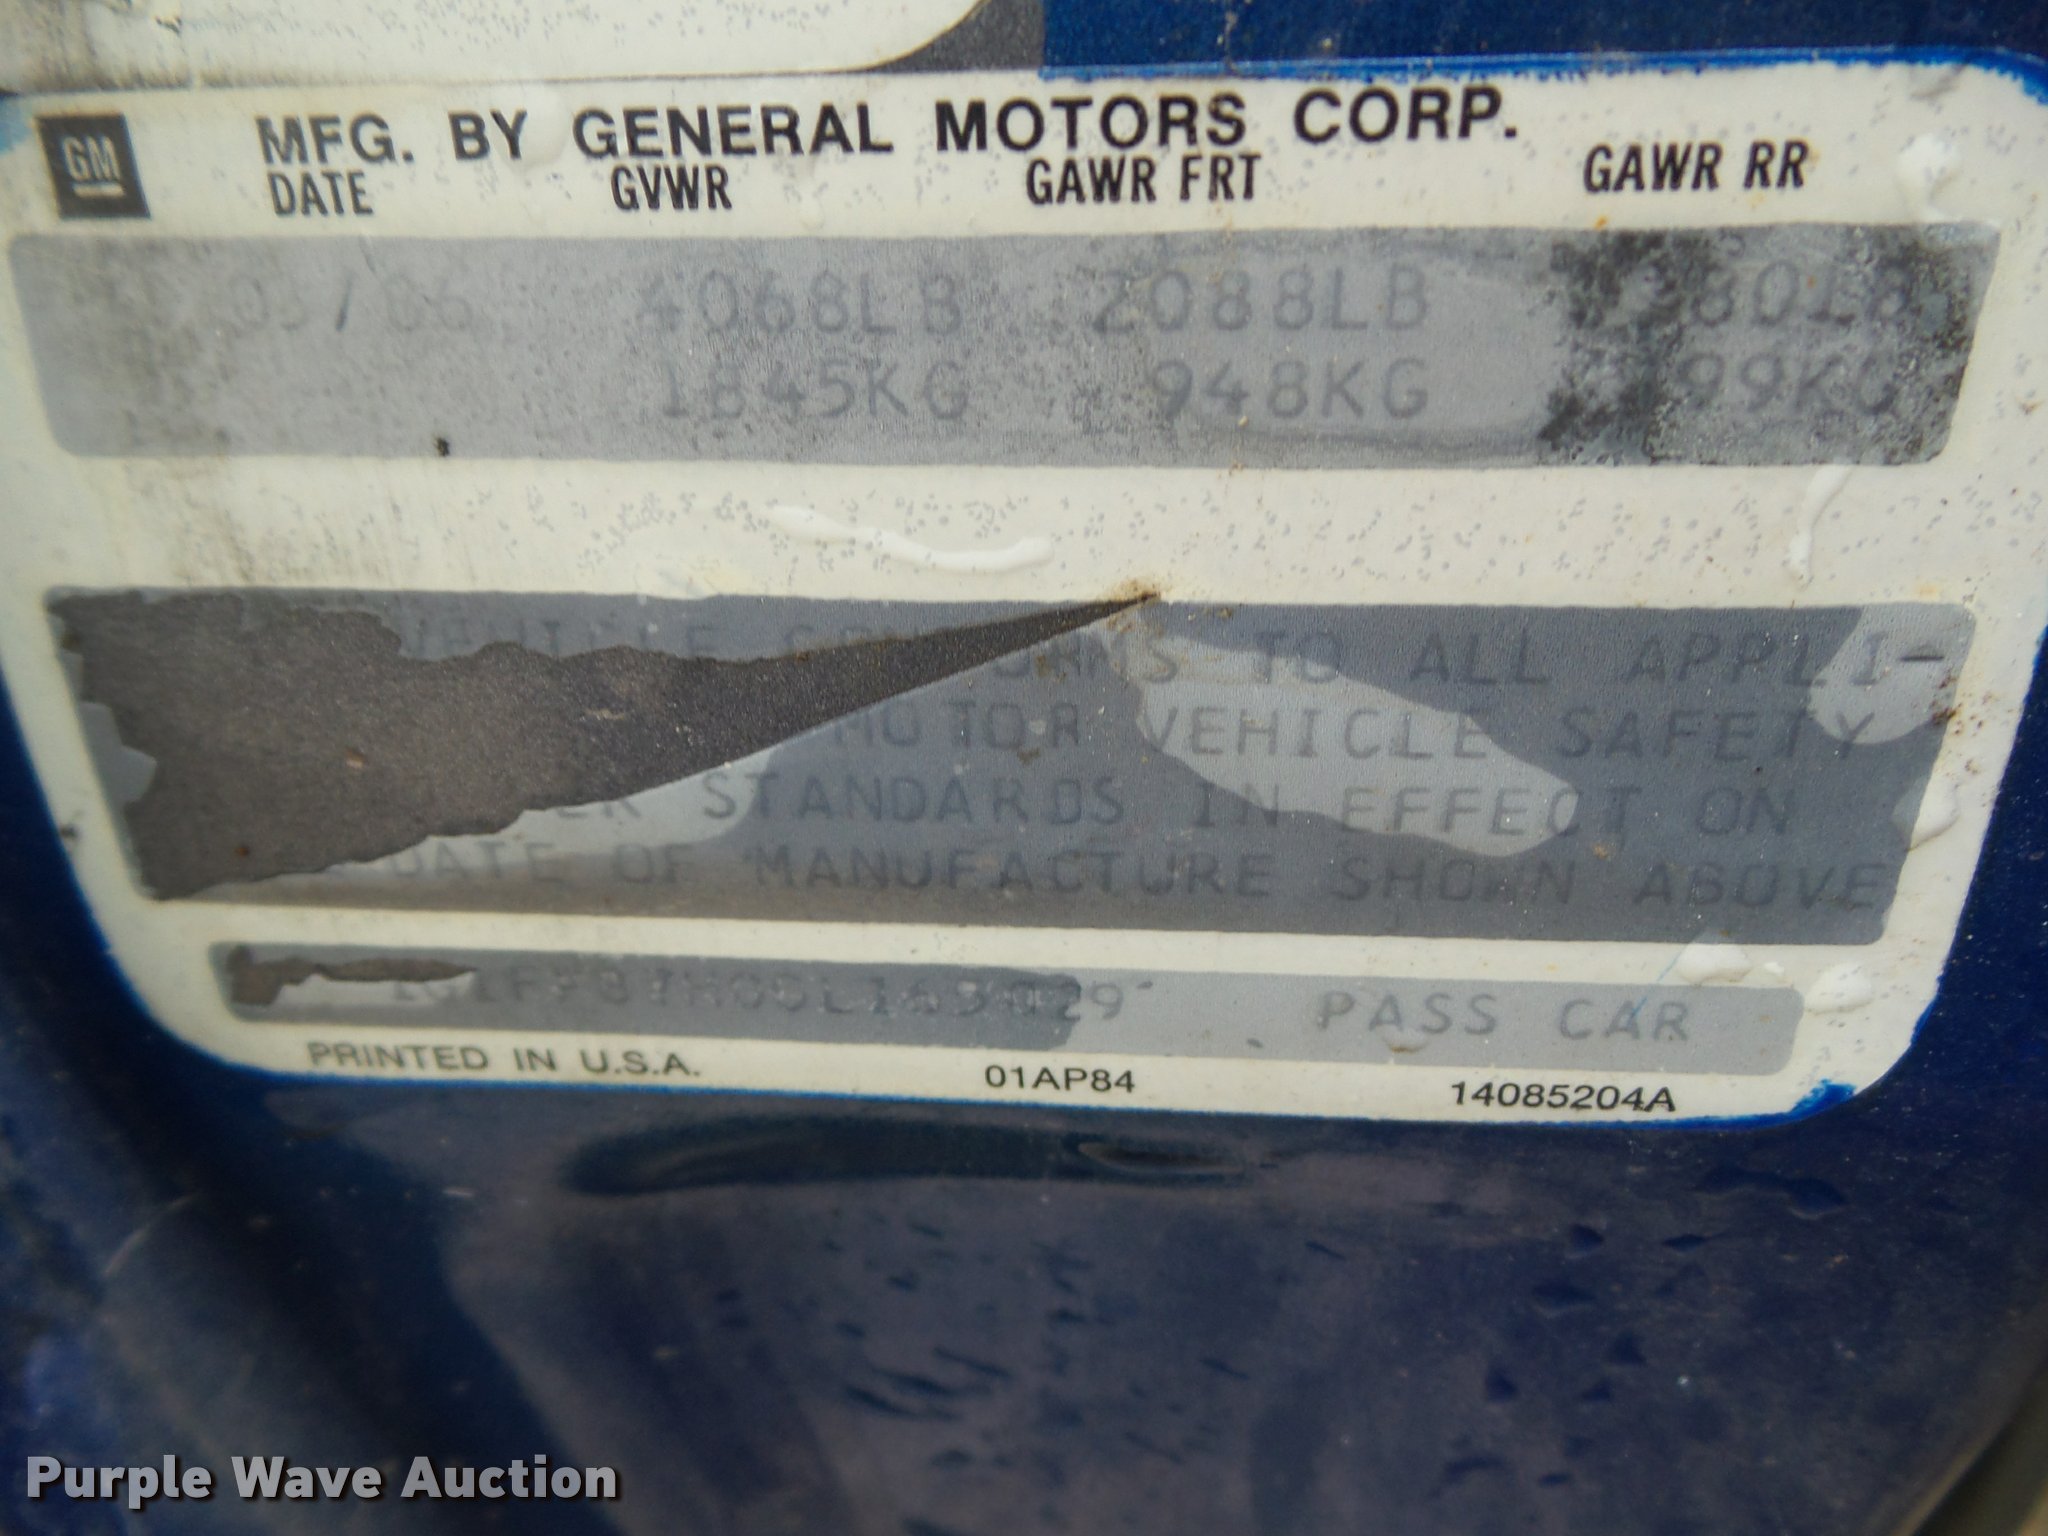 GM
MFG. BY GENERAL MOTORS CORP.
DATE GVWR GAWR FRT GAWR RR
/86 4068LB 2088LB
1845KG 948KG
VEHICLE TO ALL APPLI-
MOTOR VEHICLE SAFETY
STANDARDS IN EFFECT ON
DATE OF MANUFACTURE SHOWN ABOVE
PASS CAR
PRINTED IN U.S.A. 01AP84 14085204A
Purple Wave Auction